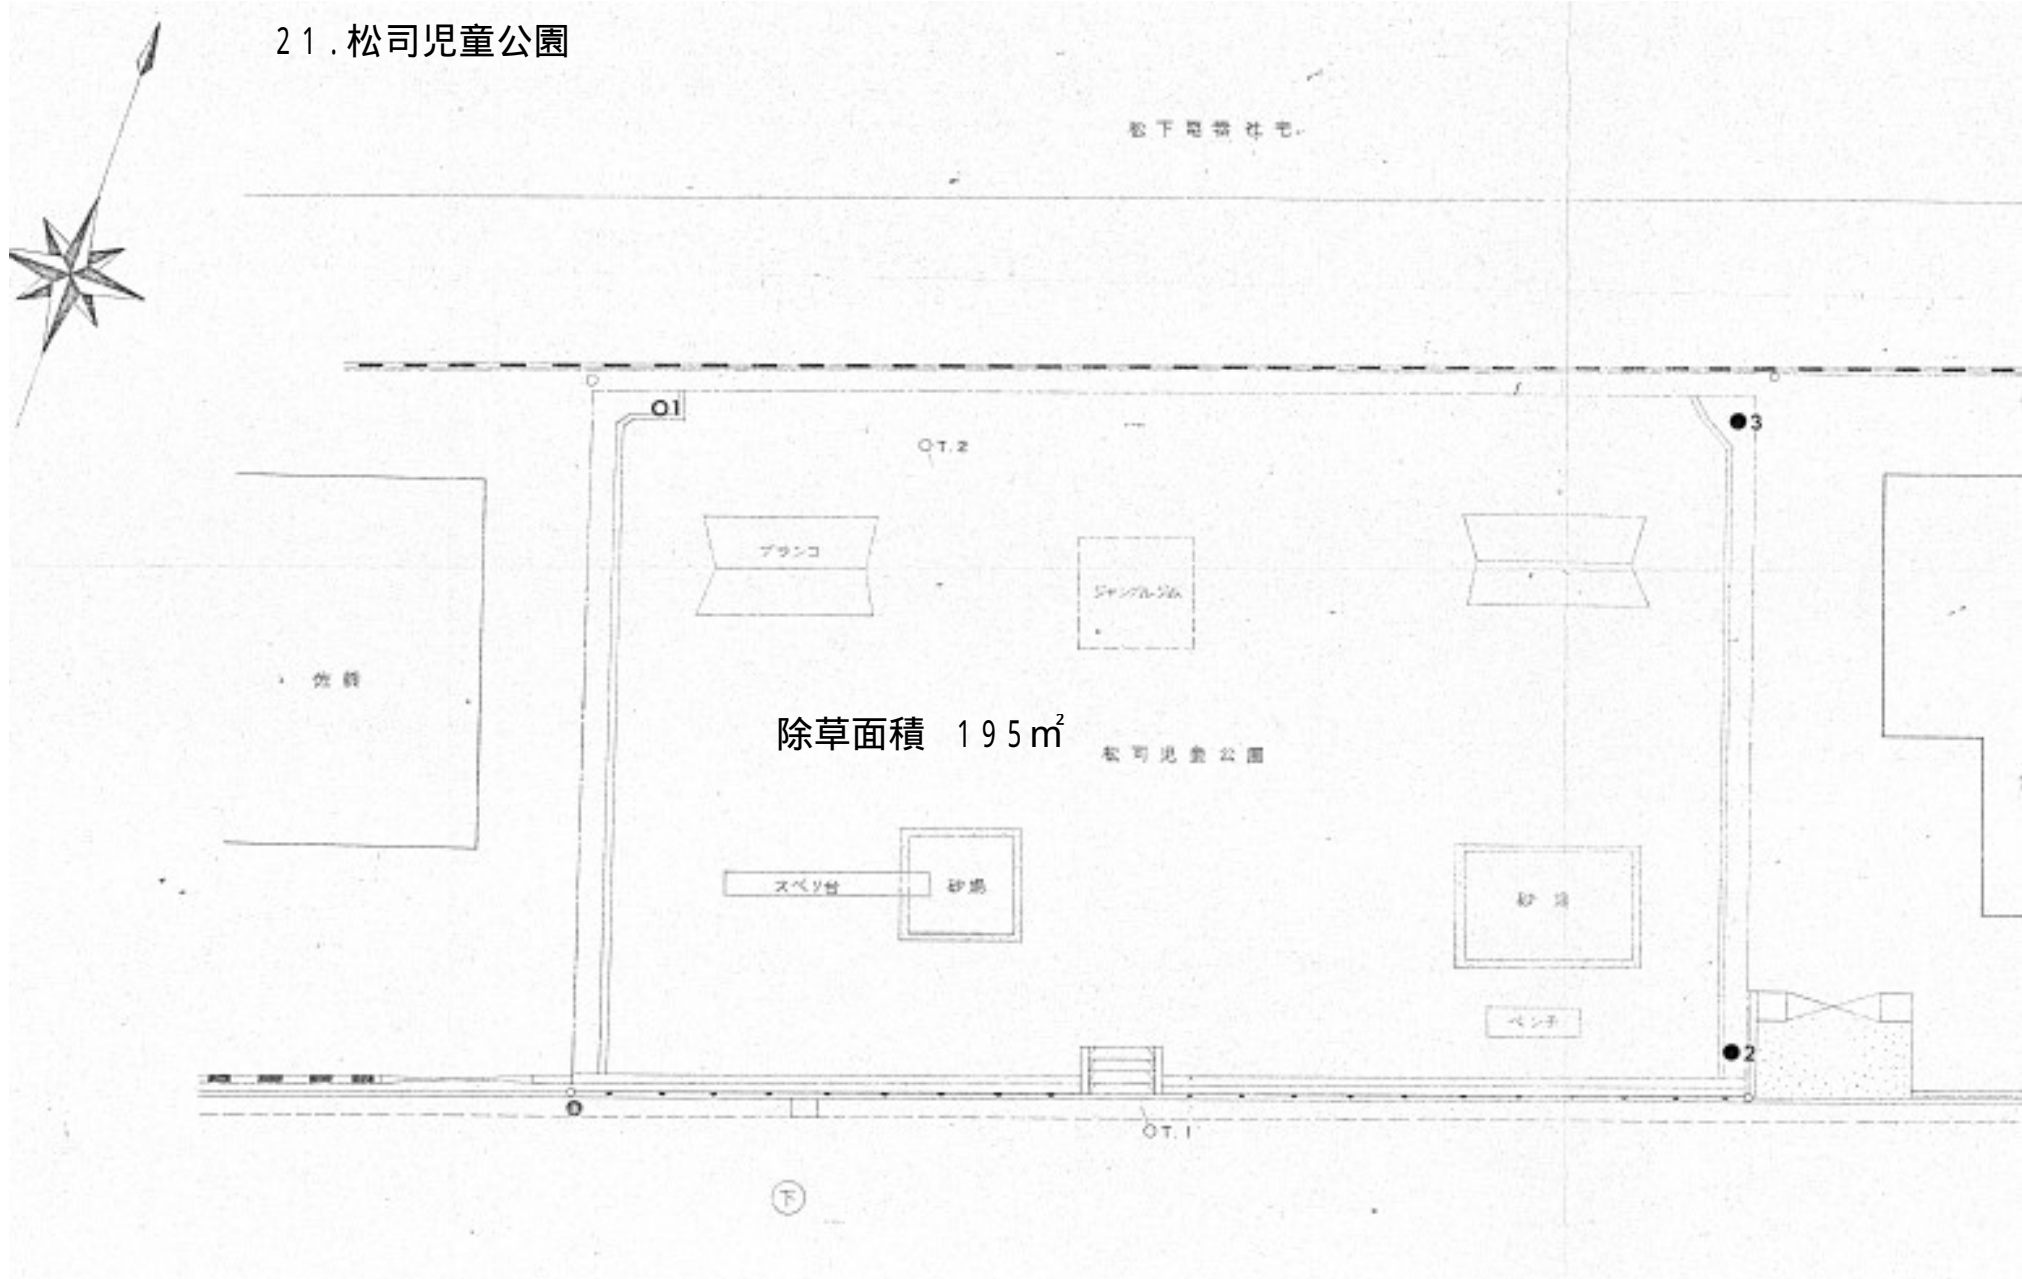 21.松司児童公園
松下電器社宅
O1
3
T.2
ブランコ
ジャングルジム
除草面積 195㎡
松司児童公園
スベリ台
砂場
砂場
ベンチ
2
T.1
下